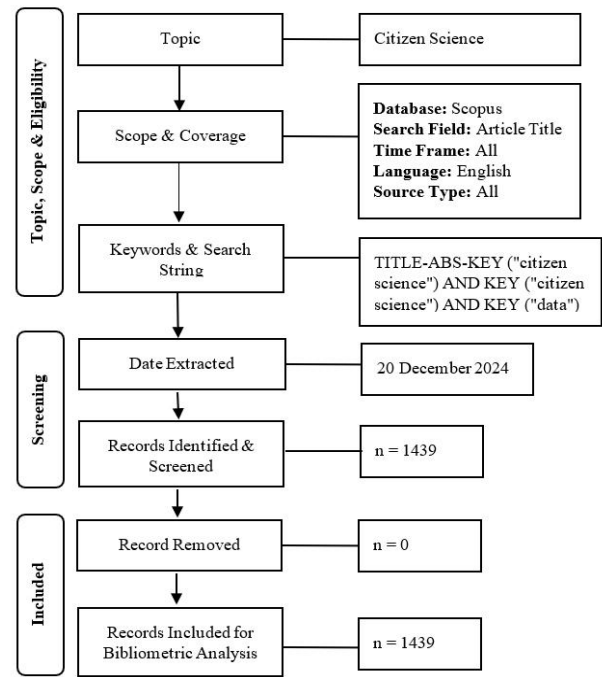 Topic, Scope & Eligibility
Topic
Citizen Science
Scope & Coverage
Database: Scopus
Search Field: Article Title
Time Frame: All
Language: English
Source Type: All
Keywords & Search
String
TITLE-ABS-KEY ("citizen
science") AND KEY ("citizen
science") AND KEY ("data")
Screening
Date Extracted
20 December 2024
Records Identified &
Screened
n = 1439
Included
Record Removed
n = 0
Records Included for
Bibliometric Analysis
n = 1439